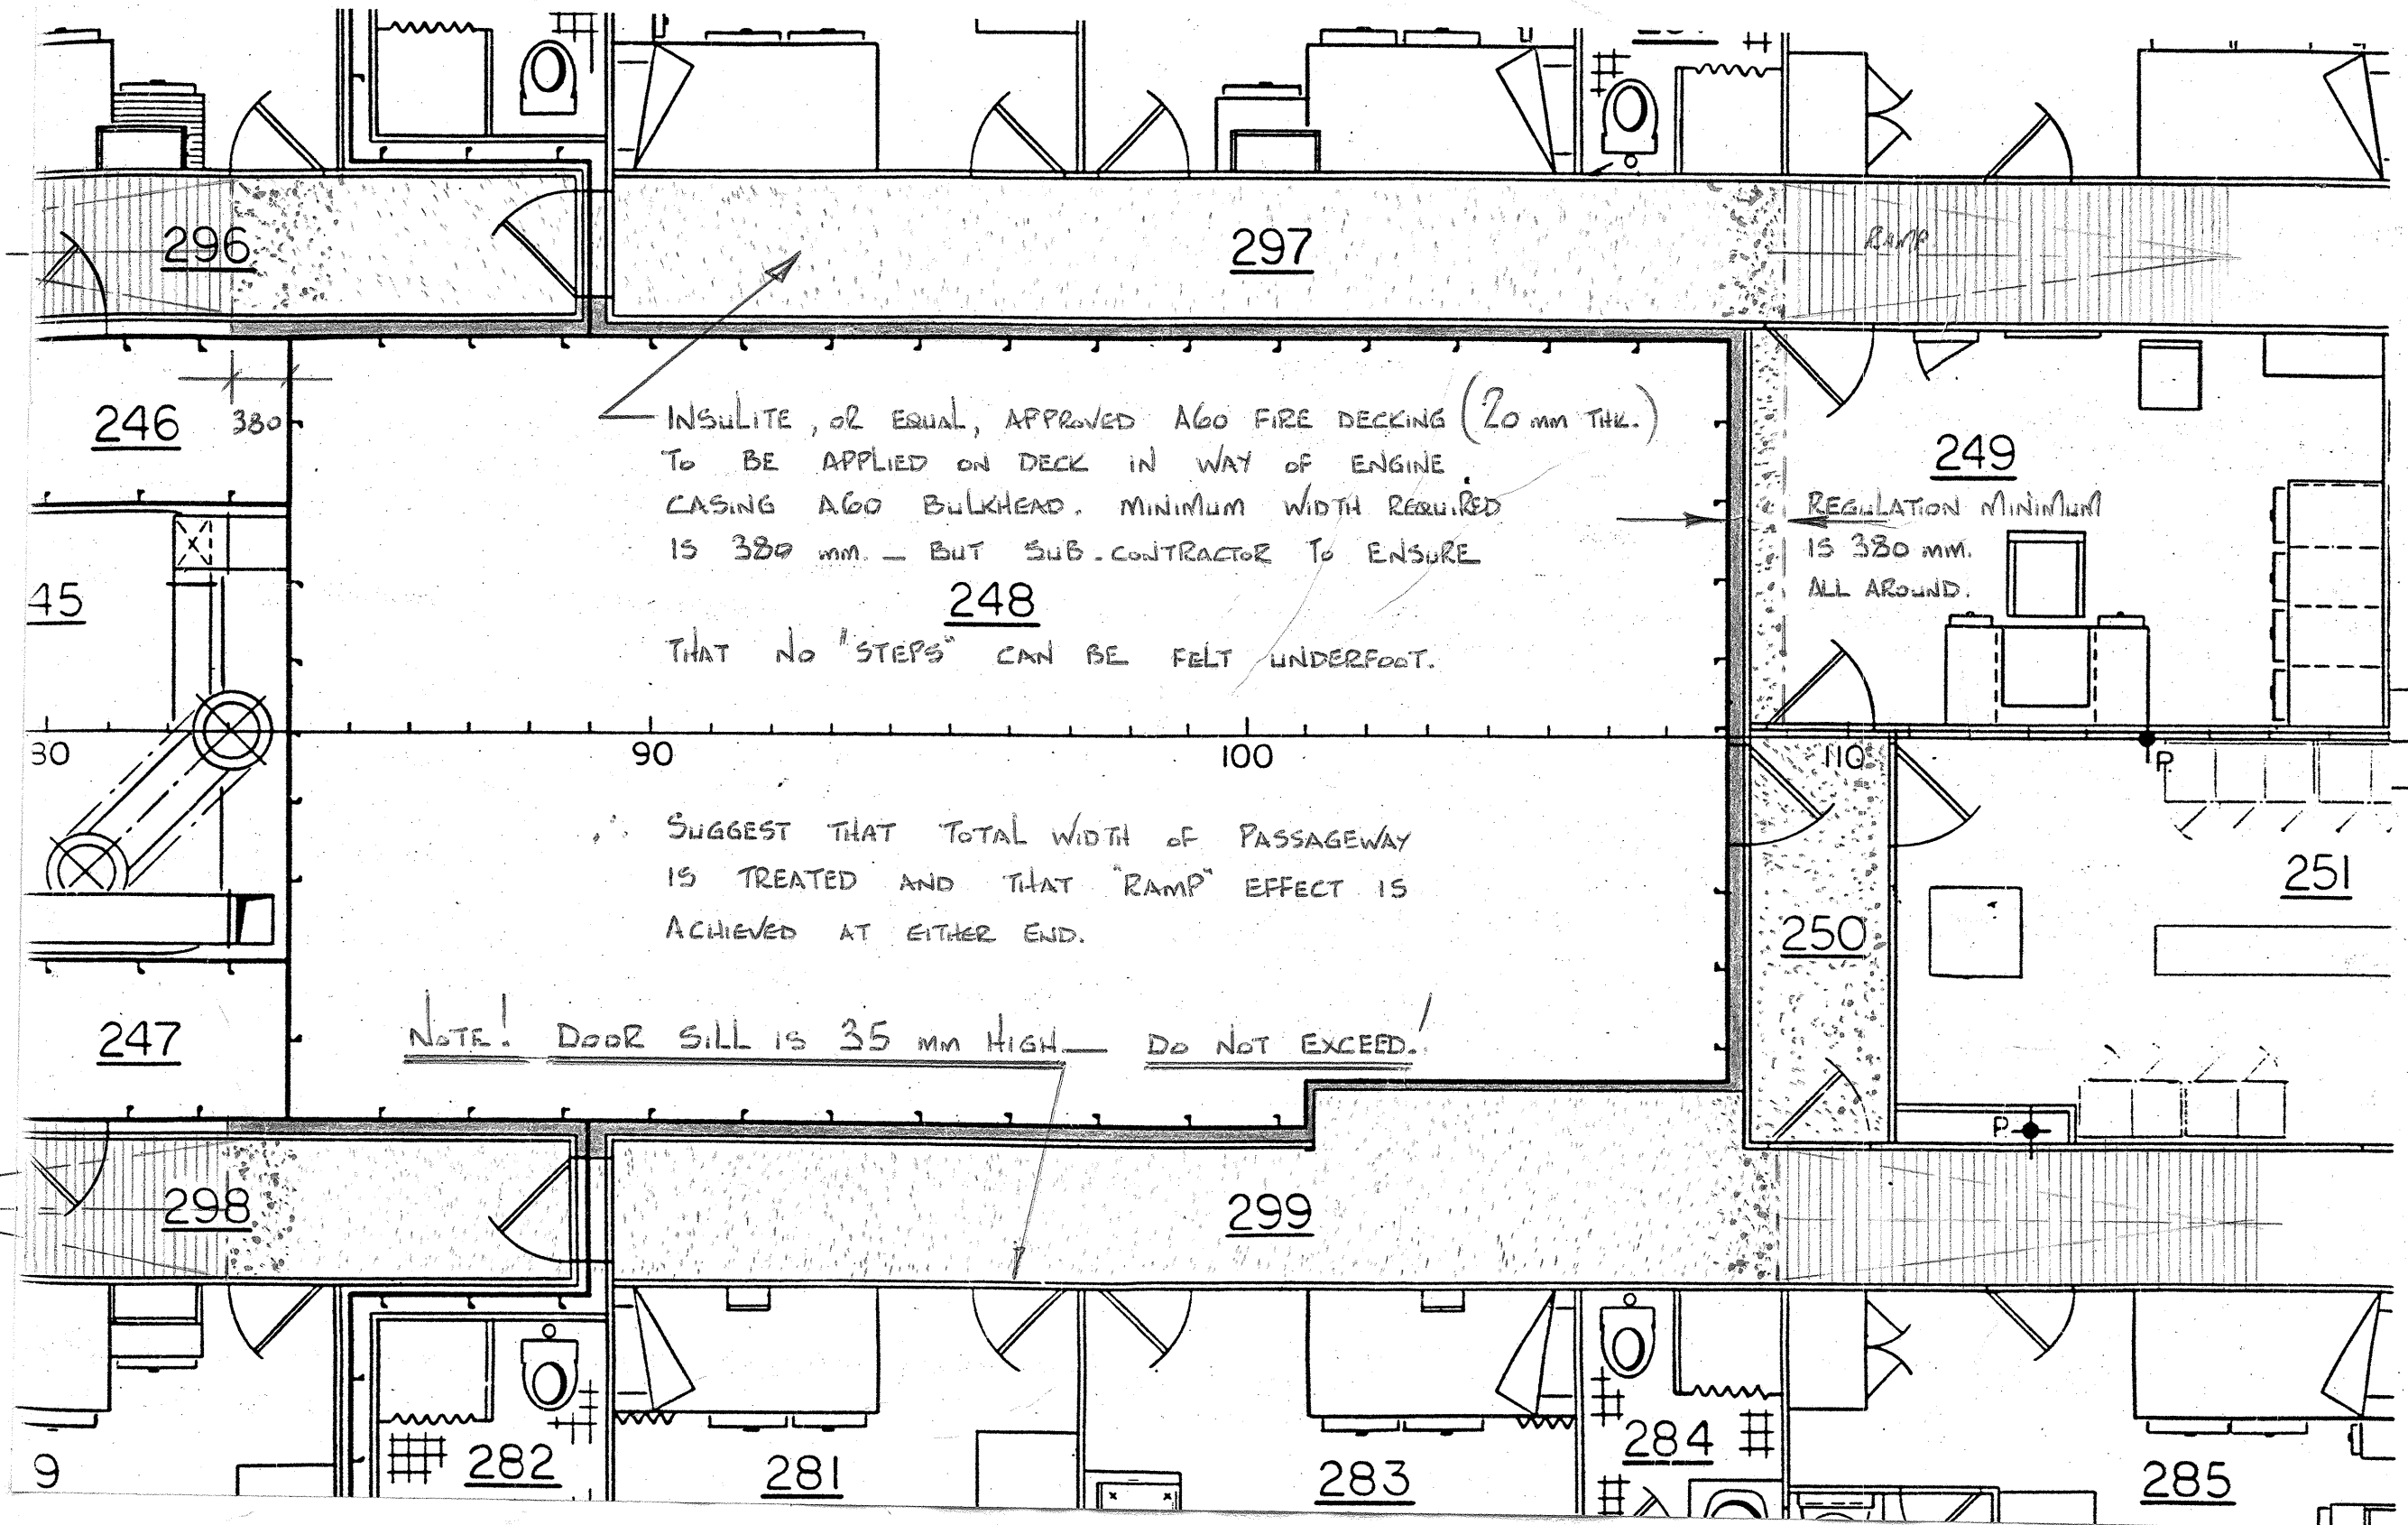 296
297
RAMP
246
380
INSULITE, OR EQUAL, APPROVED A60 FIRE DECKING (20 mm THK.)
TO BE APPLIED ON DECK IN WAY OF ENGINE
CASING A60 BULKHEAD. MINIMUM WIDTH REQUIRED
IS 380 mm. — BUT SUB-CONTRACTOR TO ENSURE
248
THAT NO "STEPS" CAN BE FELT UNDERFOOT.
249
REGULATION MINIMUM
IS 380 mm.
ALL AROUND.
45
80
90
100
110
P
∴ SUGGEST THAT TOTAL WIDTH OF PASSAGEWAY
IS TREATED AND THAT "RAMP" EFFECT IS
ACHIEVED AT EITHER END.
250
251
247
NOTE! DOOR SILL IS 35 mm HIGH — DO NOT EXCEED!
P
298
299
9
282
281
283
284
285